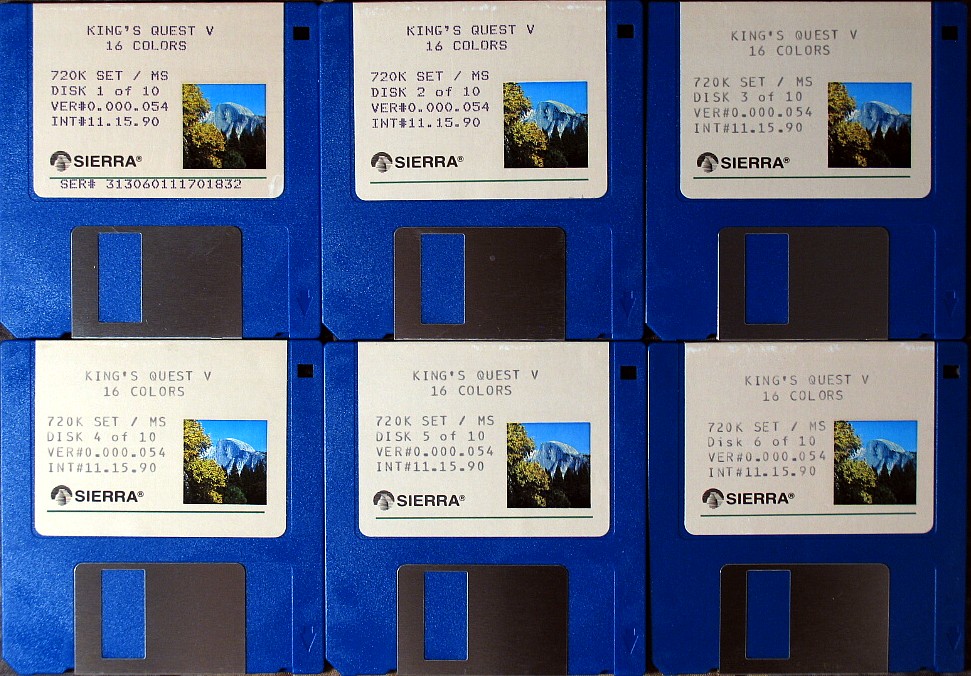 KING'S QUEST V
16 COLORS
720K SET / MS
DISK 1 of 10
VER#0.000.054
INT#11.15.90
SIERRA®
SER# 313060111701832
KING'S QUEST V
16 COLORS
720K SET / MS
DISK 2 of 10
VER#0.000.054
INT#11.15.90
SIERRA®
KING'S QUEST V
16 COLORS
720K SET / MS
DISK 3 of 10
VER#0.000.054
INT#11.15.90
SIERRA®
KING'S QUEST V
16 COLORS
720K SET / MS
DISK 4 of 10
VER#0.000.054
INT#11.15.90
SIERRA®
KING'S QUEST V
16 COLORS
720K SET / MS
DISK 5 of 10
VER#0.000.054
INT#11.15.90
SIERRA®
KING'S QUEST V
16 COLORS
720K SET / MS
Disk 6 of 10
VER#0.000.054
INT#11.15.90
SIERRA®